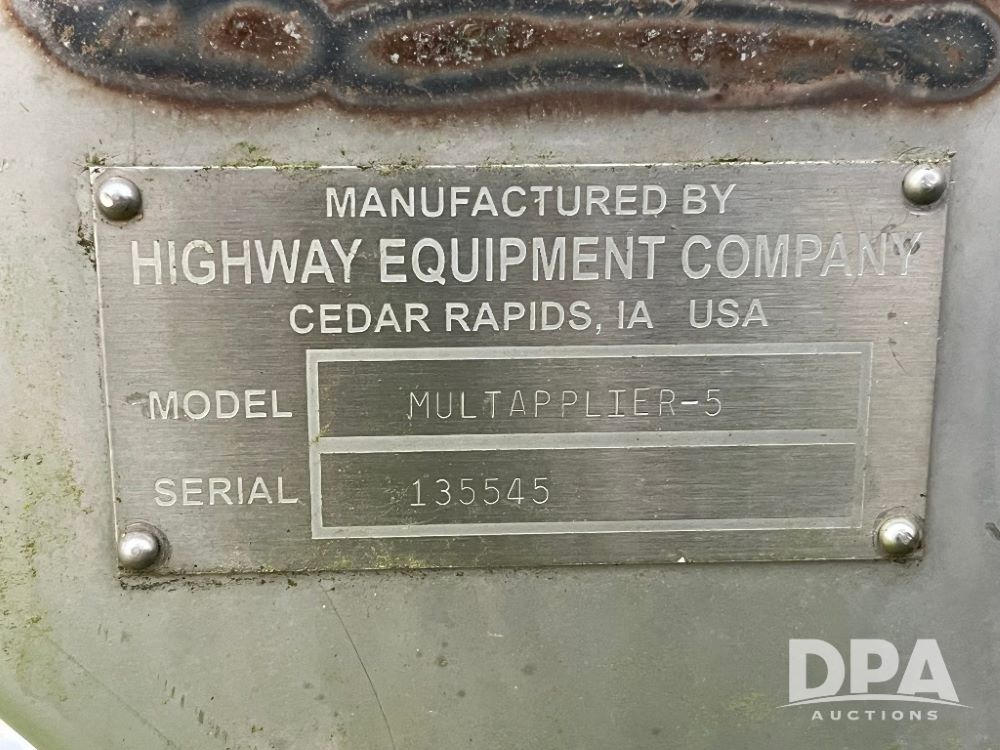 MANUFACTURED BY
HIGHWAY EQUIPMENT COMPANY
CEDAR RAPIDS, IA USA
MODEL MULTAPPLIER-5
SERIAL 135545
DPA
AUCTIONS